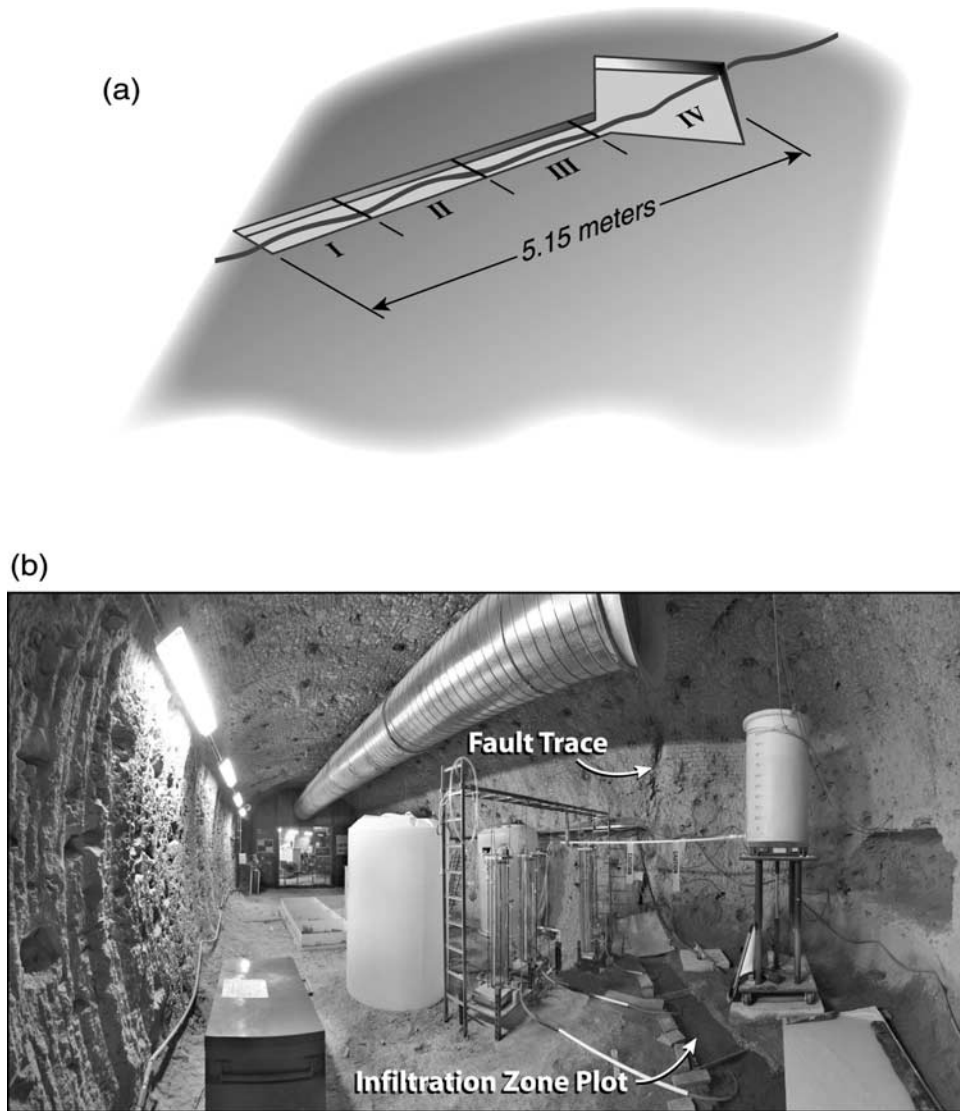 (a)
IV
III
II
I
5.15 meters
(b)
Fault Trace
Infiltration Zone Plot